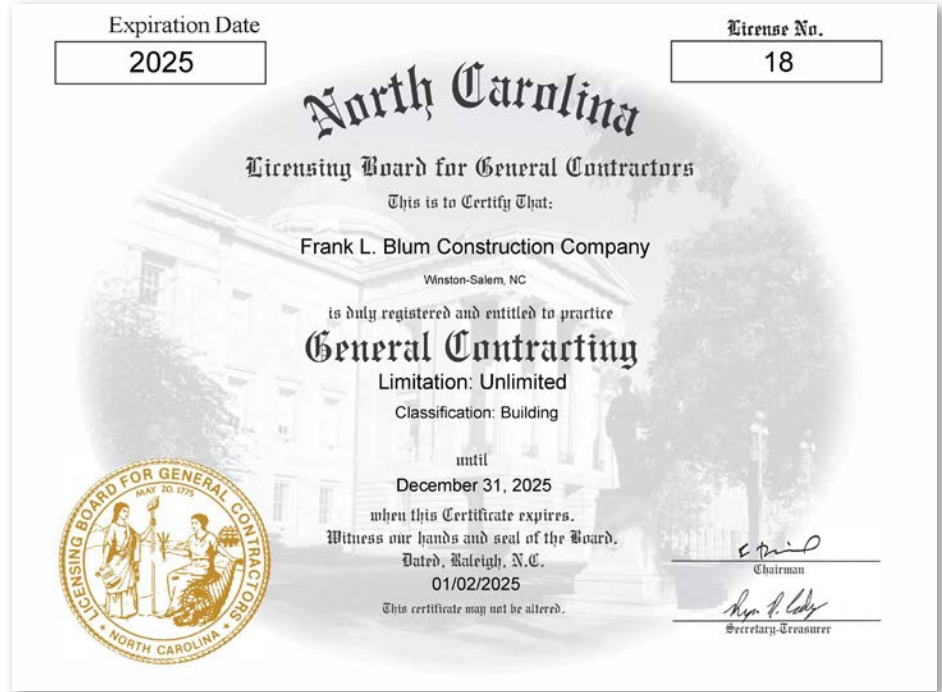 Expiration Date
2025
License No.
18
North Carolina
Licensing Board for General Contractors
This is to Certify That:
Frank L. Blum Construction Company
Winston-Salem, NC
is duly registered and entitled to practice
General Contracting
Limitation: Unlimited
Classification: Building
until
December 31, 2025
when this Certificate expires.
Witness our hands and seal of the Board.
Dated, Raleigh, N.C.
01/02/2025
This certificate may not be altered.
LICENSING BOARD FOR GENERAL CONTRACTORS
MAY 20, 1775
NORTH CAROLINA
Chairman
Secretary-Treasurer